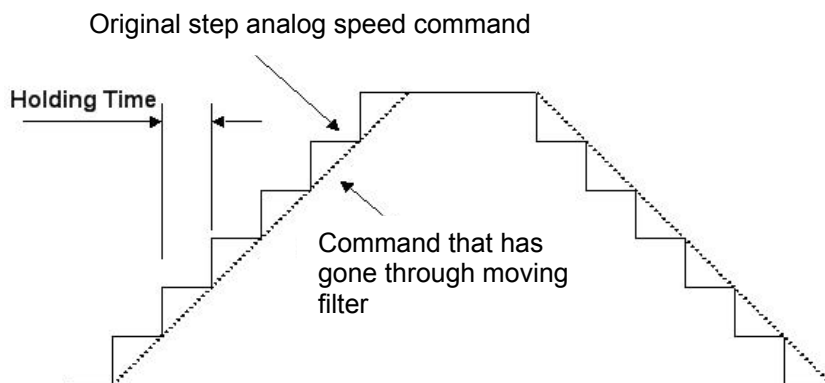 Original step analog speed command
Holding Time
Command that has
gone through moving
filter